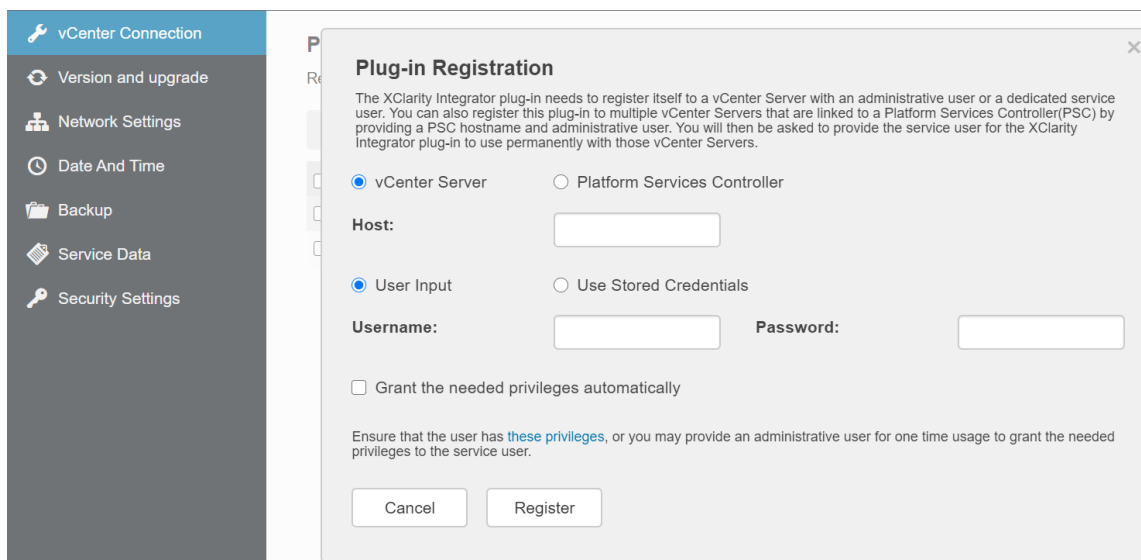 vCenter Connection
Version and upgrade
Network Settings
Date And Time
Backup
Service Data
Security Settings
P
Re
×
Plug-in Registration
The XClarity Integrator plug-in needs to register itself to a vCenter Server with an administrative user or a dedicated service
user. You can also register this plug-in to multiple vCenter Servers that are linked to a Platform Services Controller(PSC) by
providing a PSC hostname and administrative user. You will then be asked to provide the service user for the XClarity
Integrator plug-in to use permanently with those vCenter Servers.
vCenter Server Platform Services Controller
Host:
User Input Use Stored Credentials
Username: Password:
Grant the needed privileges automatically
Ensure that the user has these privileges, or you may provide an administrative user for one time usage to grant the needed
privileges to the service user.
Cancel Register